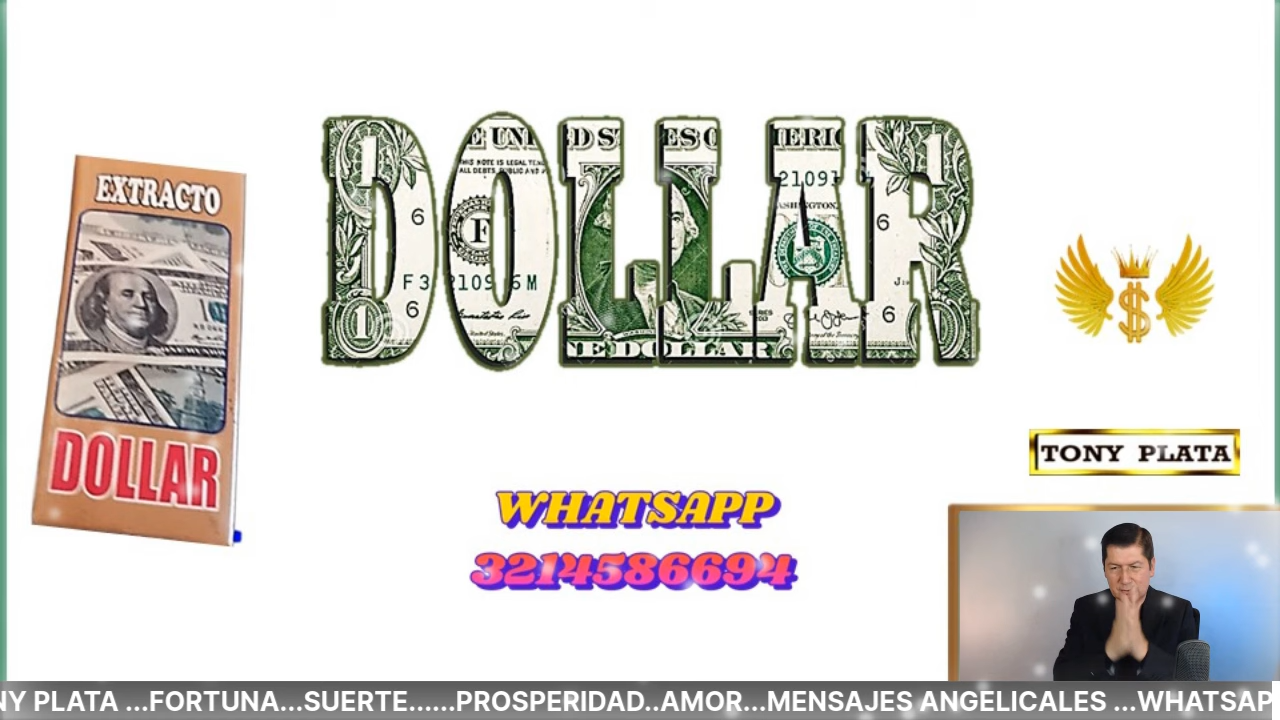 EXTRACTO
DOLLAR
DOLLAR
WHATSAPP
3214586694
TONY PLATA
NY PLATA ...FORTUNA...SUERTE......PROSPERIDAD..AMOR...MENSAJES ANGELICALES ...WHATSAP